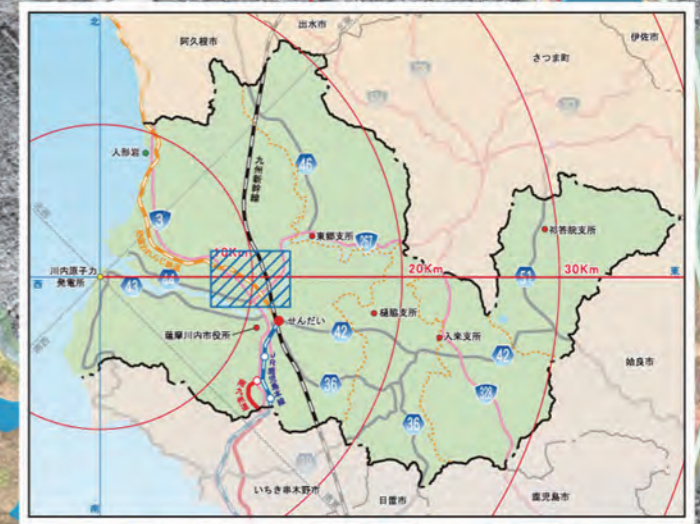 北
出水市
伊佐市
阿久根市
さつま町
人形岩
九州新幹線
46
3
東郷支所
267
祁答院支所
10Km
川内原子力
発電所
西
43
44
20Km
51
30Km
東
せんだい
樋脇支所
薩摩川内市役所
42
入来支所
42
姶良市
36
328
36
いちき串木野市
日置市
鹿児島市
南